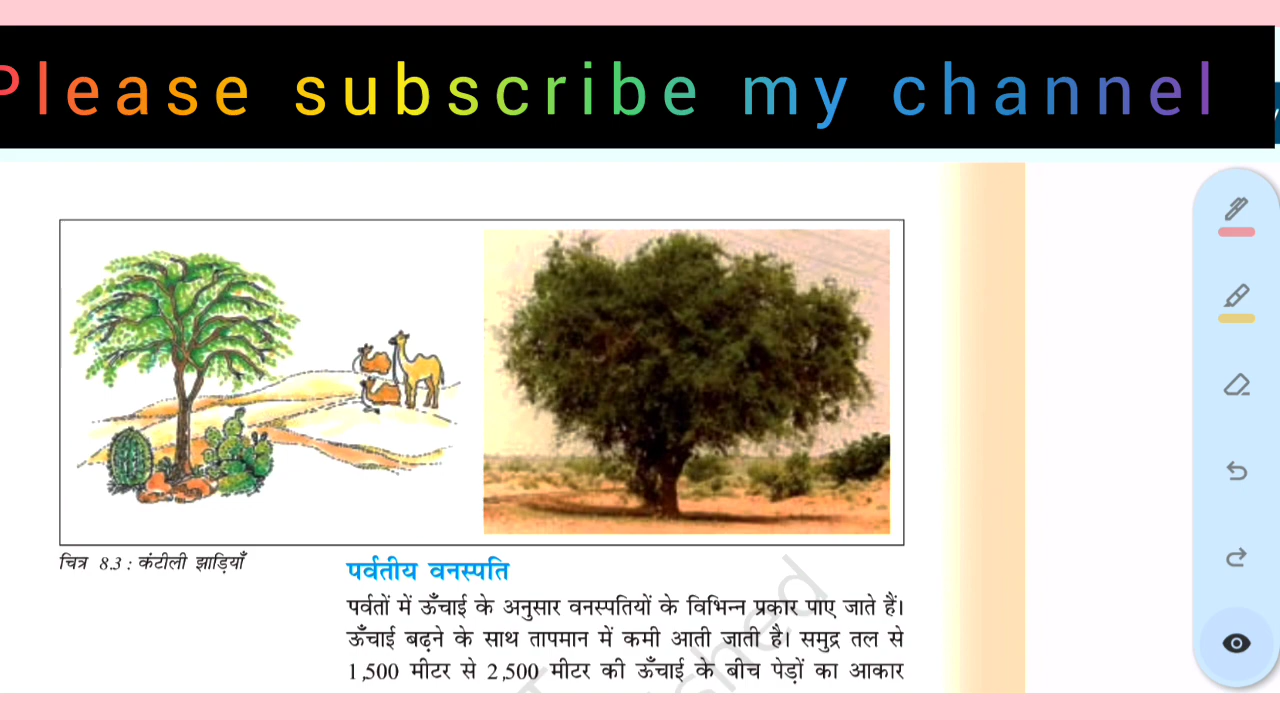 Please subscribe my channel
चित्र 8.3 : कंटीली झाड़ियाँ
पर्वतीय वनस्पति
पर्वतों में ऊँचाई के अनुसार वनस्पतियों के विभिन्न प्रकार पाए जाते हैं।
ऊँचाई बढ़ने के साथ तापमान में कमी आती जाती है। समुद्र तल से
1,500 मीटर से 2,500 मीटर की ऊँचाई के बीच पेड़ों का आकार